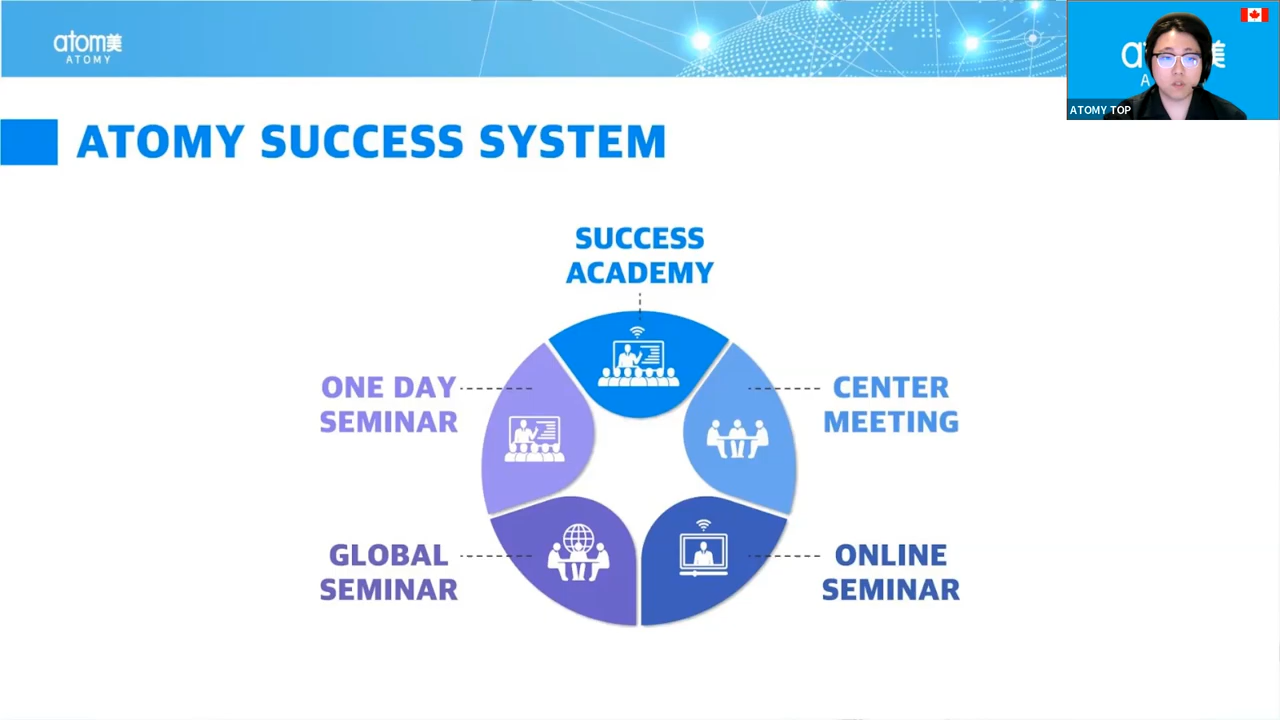 atom美
ATOMY
ATOMY TOP
ATOMY SUCCESS SYSTEM
SUCCESS
ACADEMY
ONE DAY
SEMINAR
CENTER
MEETING
GLOBAL
SEMINAR
ONLINE
SEMINAR